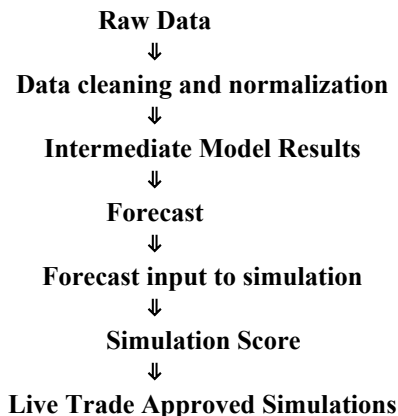 Raw Data
⇓
Data cleaning and normalization
⇓
Intermediate Model Results
⇓
Forecast
⇓
Forecast input to simulation
⇓
Simulation Score
⇓
Live Trade Approved Simulations